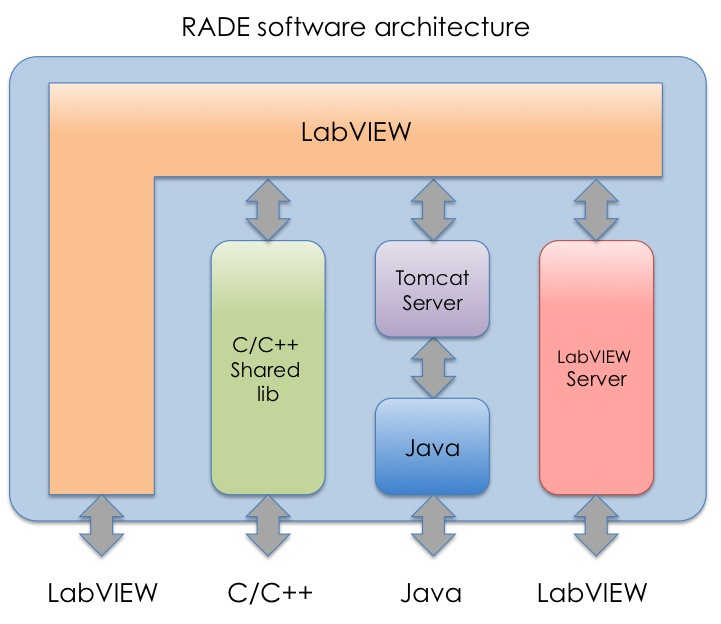 RADE software architecture
LabVIEW
Tomcat
Server
C/C++
Shared
lib
LabVIEW
Server
Java
LabVIEW
C/C++
Java
LabVIEW